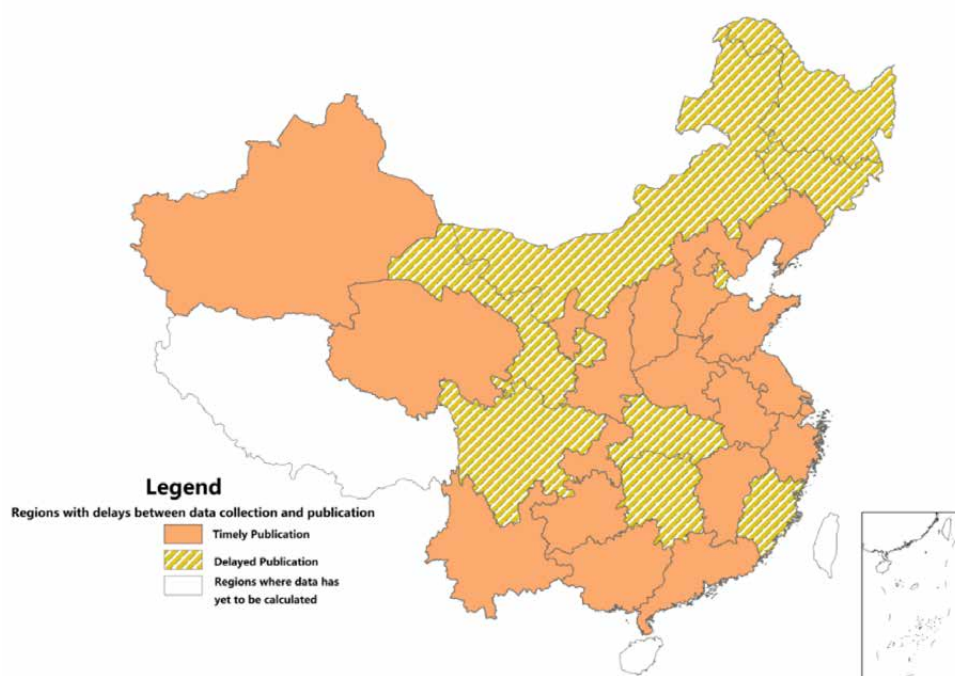 Legend
Regions with delays between data collection and publication
Timely Publication
Delayed Publication
Regions where data has
yet to be calculated